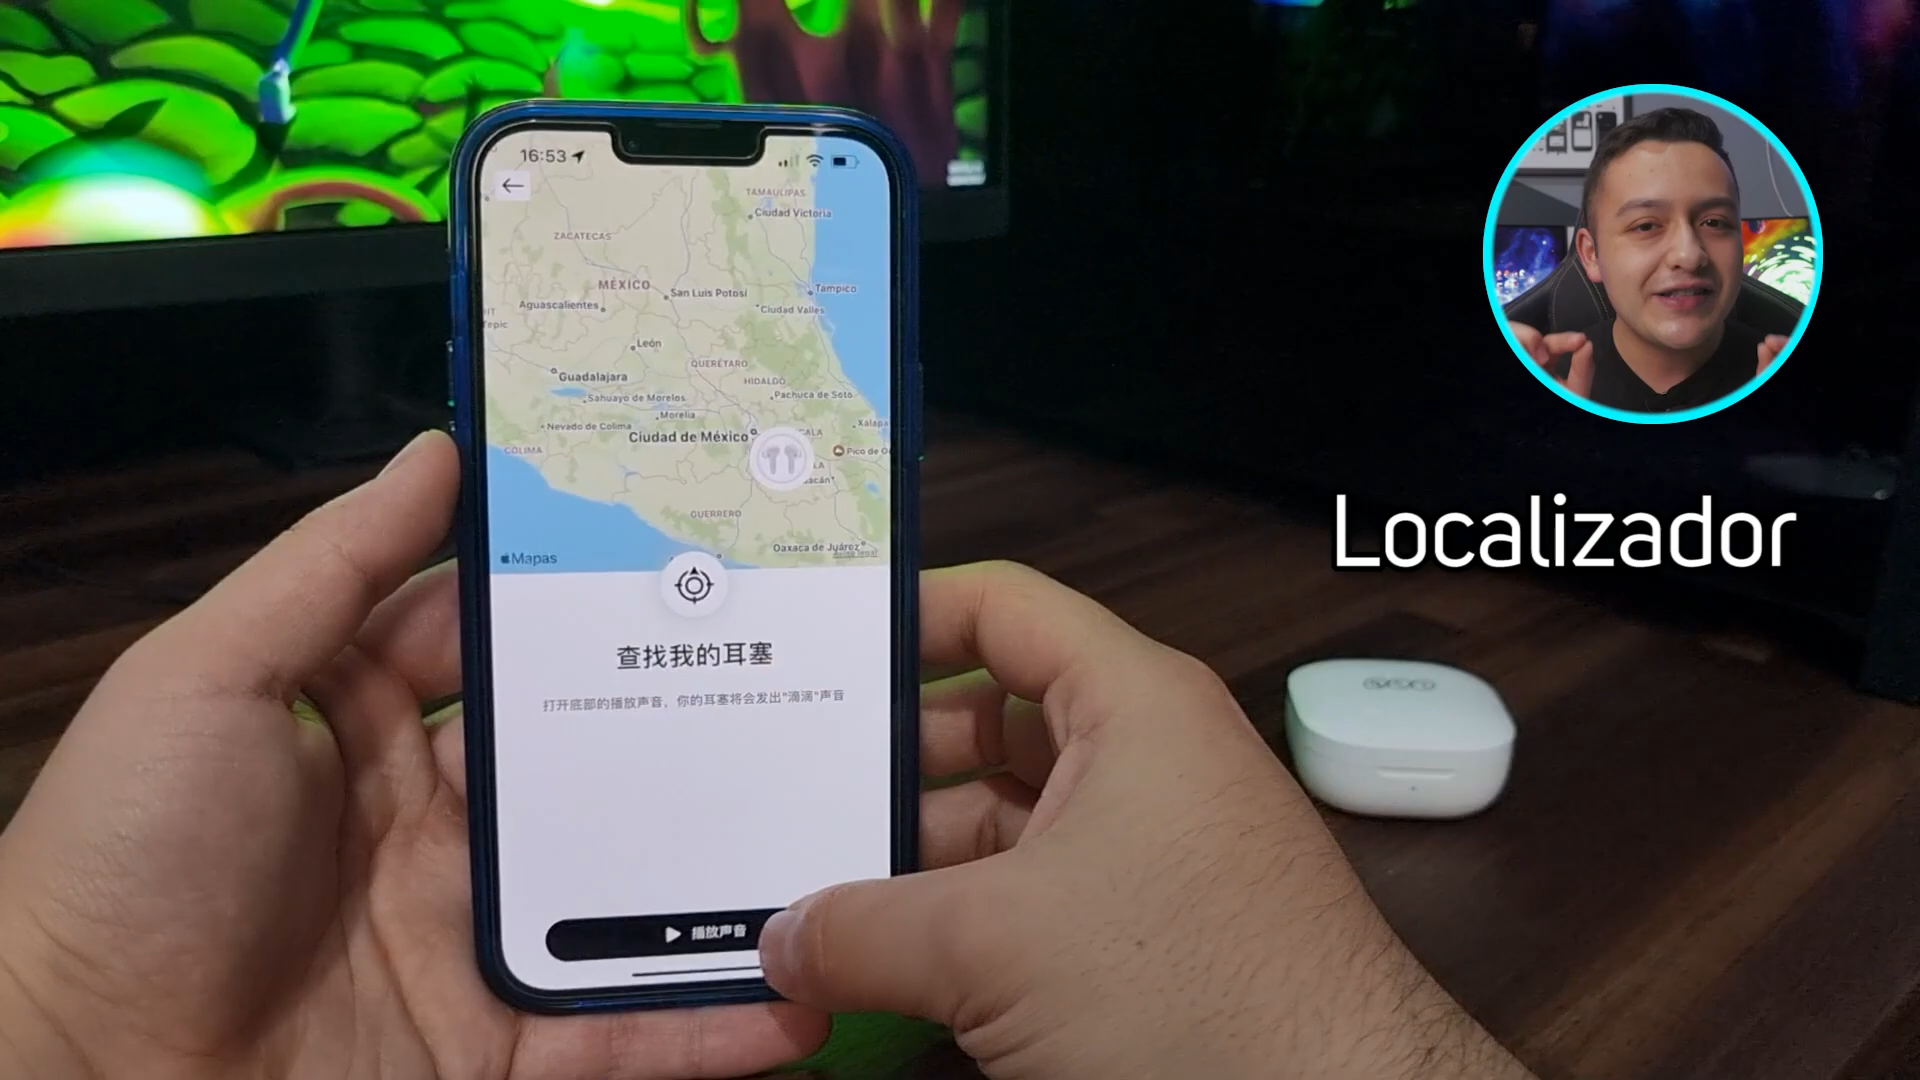 16:53
TAMAULIPAS
Ciudad Victoria
ZACATECAS
MÉXICO
San Luis Potosí
Tampico
Aguascalientes
Ciudad Valles
Tepic
León
QUERÉTARO
Guadalajara
HIDALGO
Sahuayo de Morelos
Pachuca de Soto
Morelia
Nevado de Colima
Xalapa
Ciudad de México
COLIMA
Pico de O
GUERRERO
Oaxaca de Juárez
Mapas
查找我的耳塞
打开底部的播放声音，你的耳塞将会发出"滴滴"声音
播放声音
Localizador
QCY